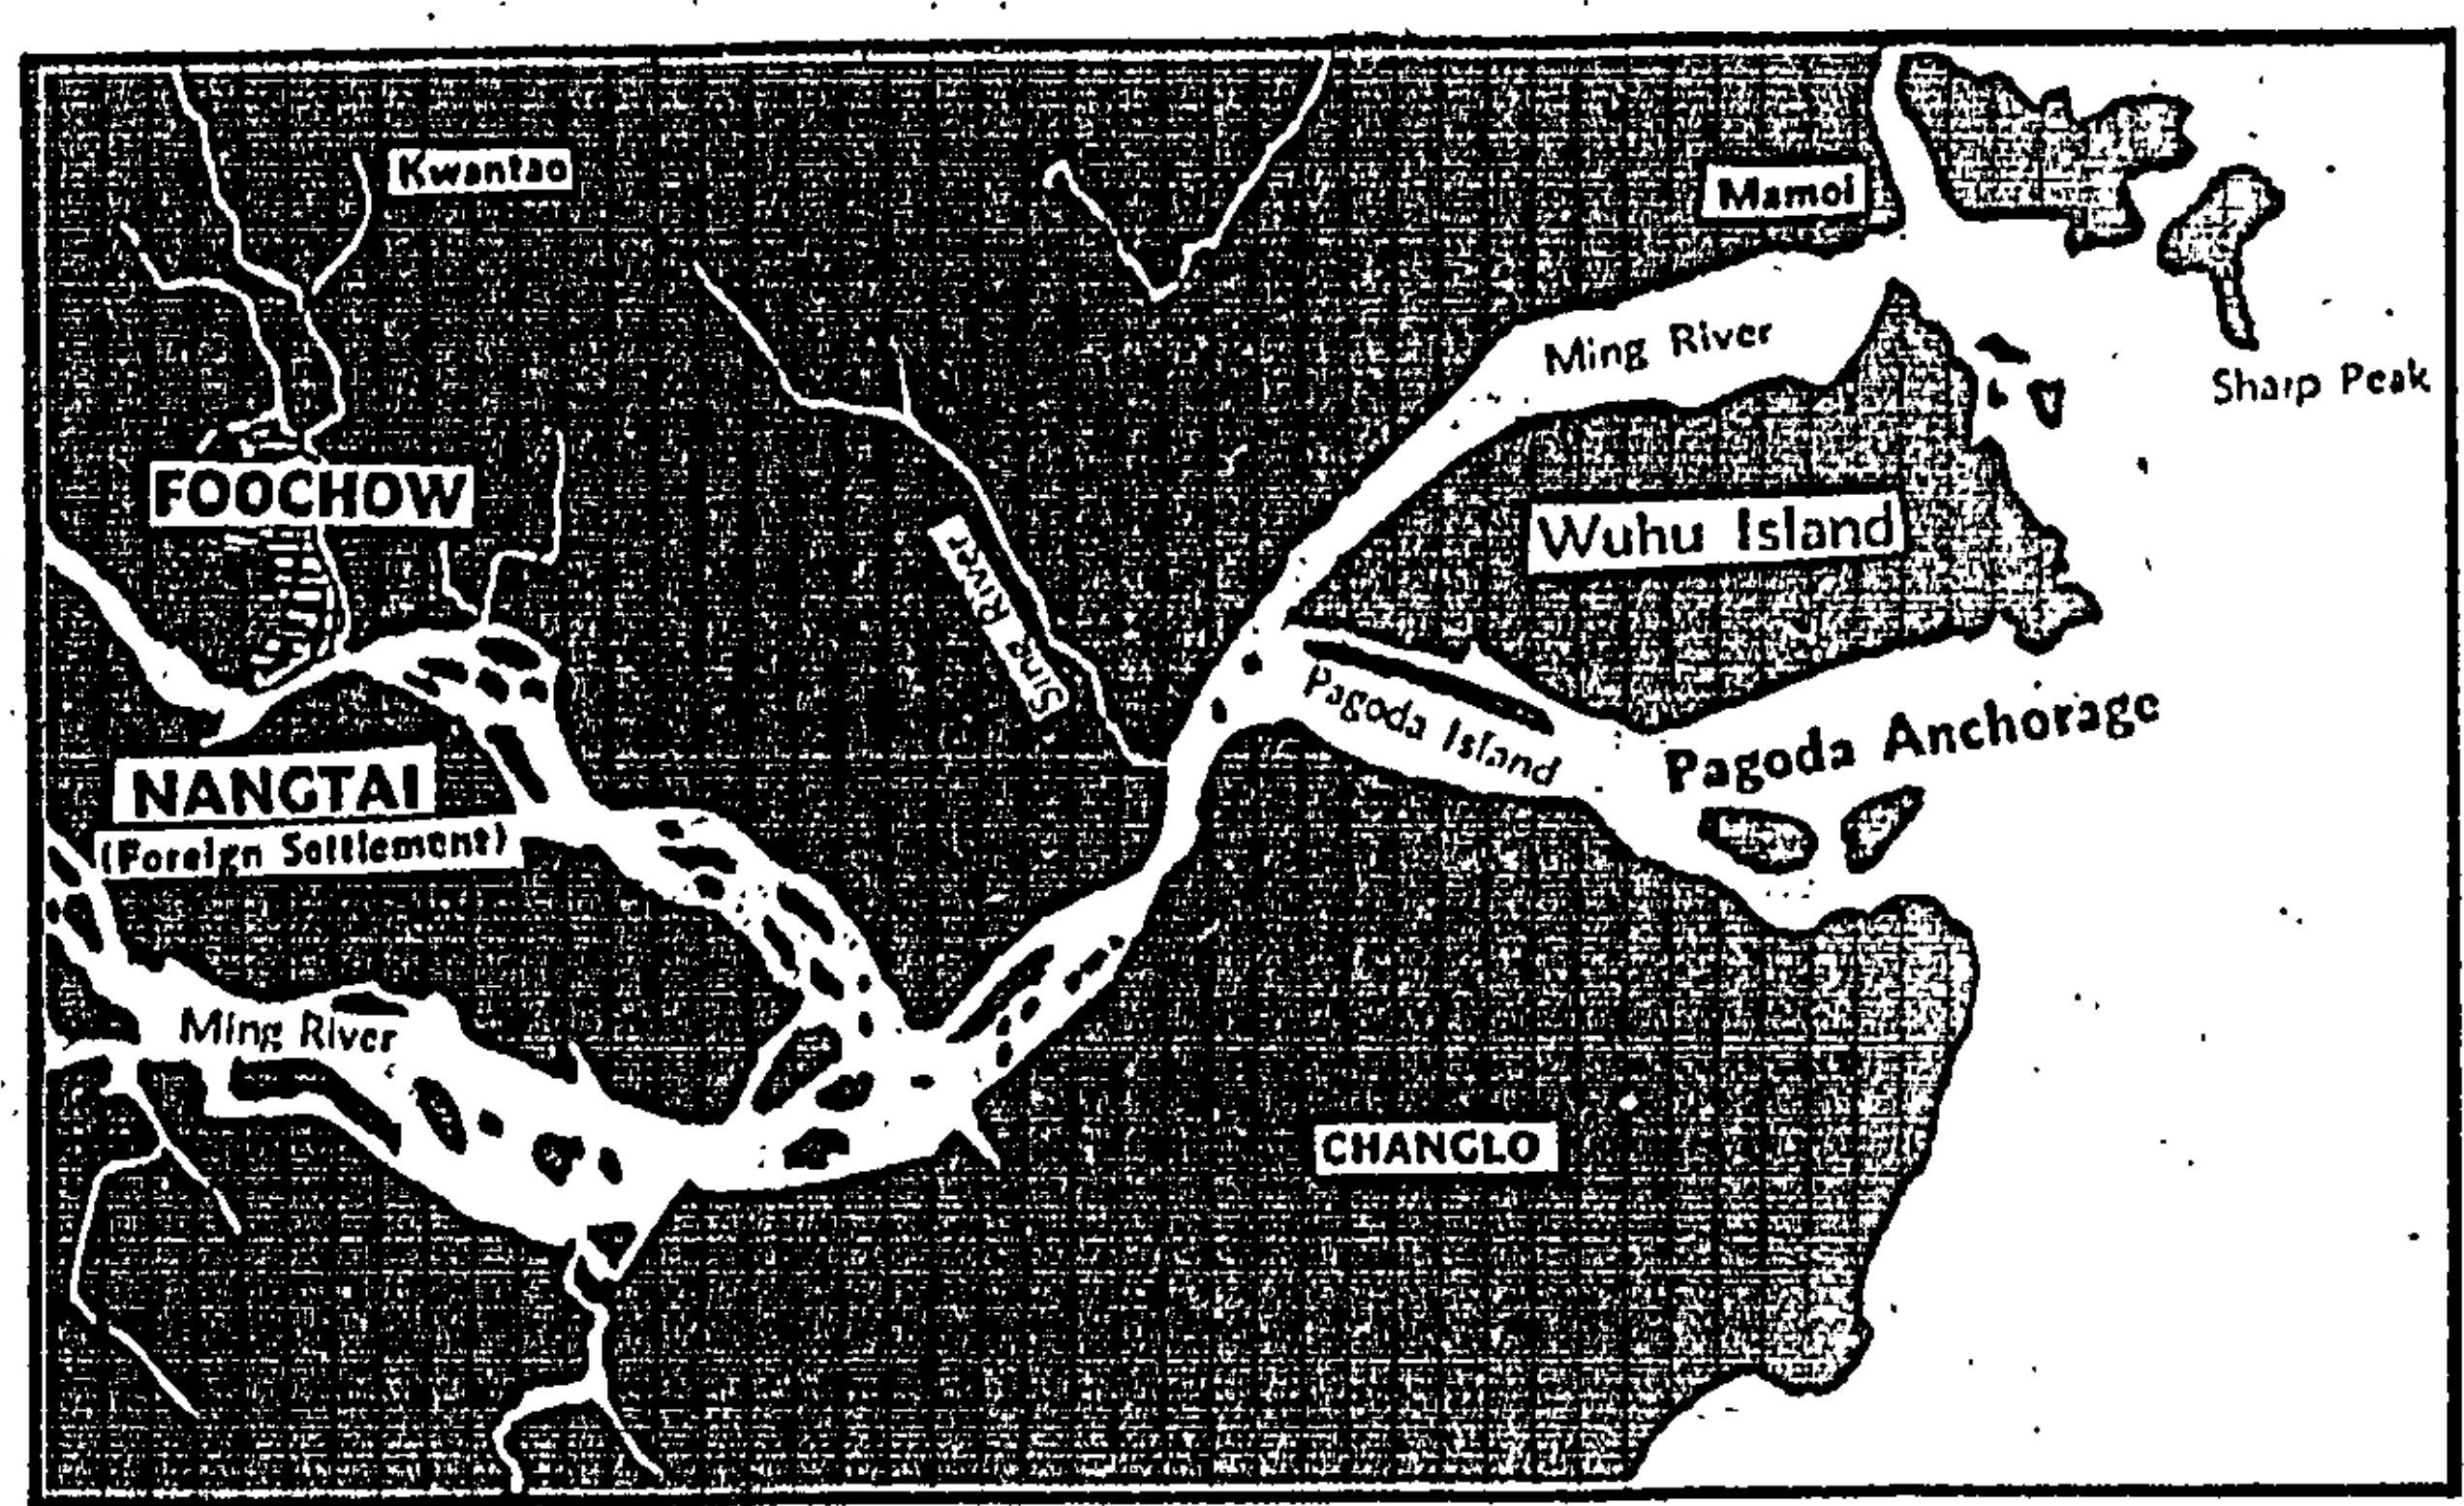 Kwantao
Mamoi
Ming River
Sharp Peak
FOOCHOW
Wuhu Island
Sing River
Pagoda Island
Pagoda Anchorage
NANGTAI
(Foreign Settlement)
Ming River
CHANGLO